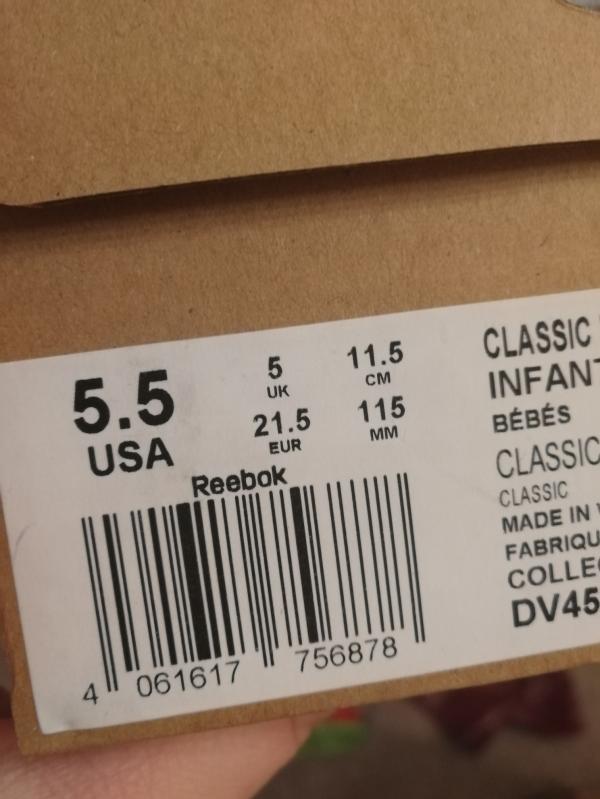 5.5
USA
5
UK
11.5
CM
21.5
EUR
115
MM
Reebok
4 061617 756878
CLASSIC
INFANT
BÉBÉS
CLASSIC
CLASSIC
MADE IN
FABRIQU
COLLE
DV45